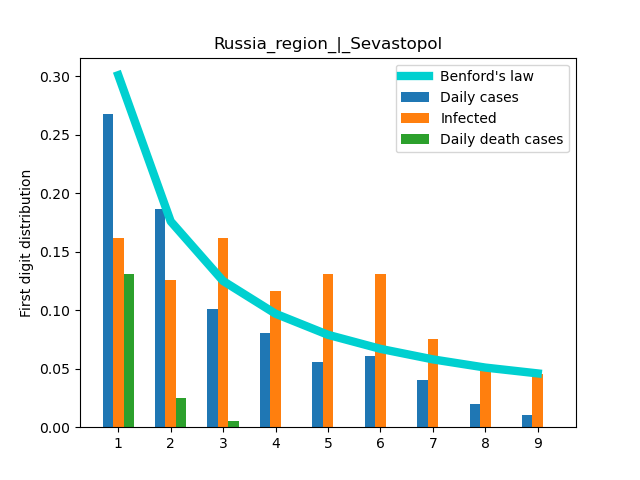 Russia_region_|_Sevastopol
First digit distribution
0.30
0.25
0.20
0.15
0.10
0.05
0.00
Benford's law
Daily cases
Infected
Daily death cases
1 2 3 4 5 6 7 8 9